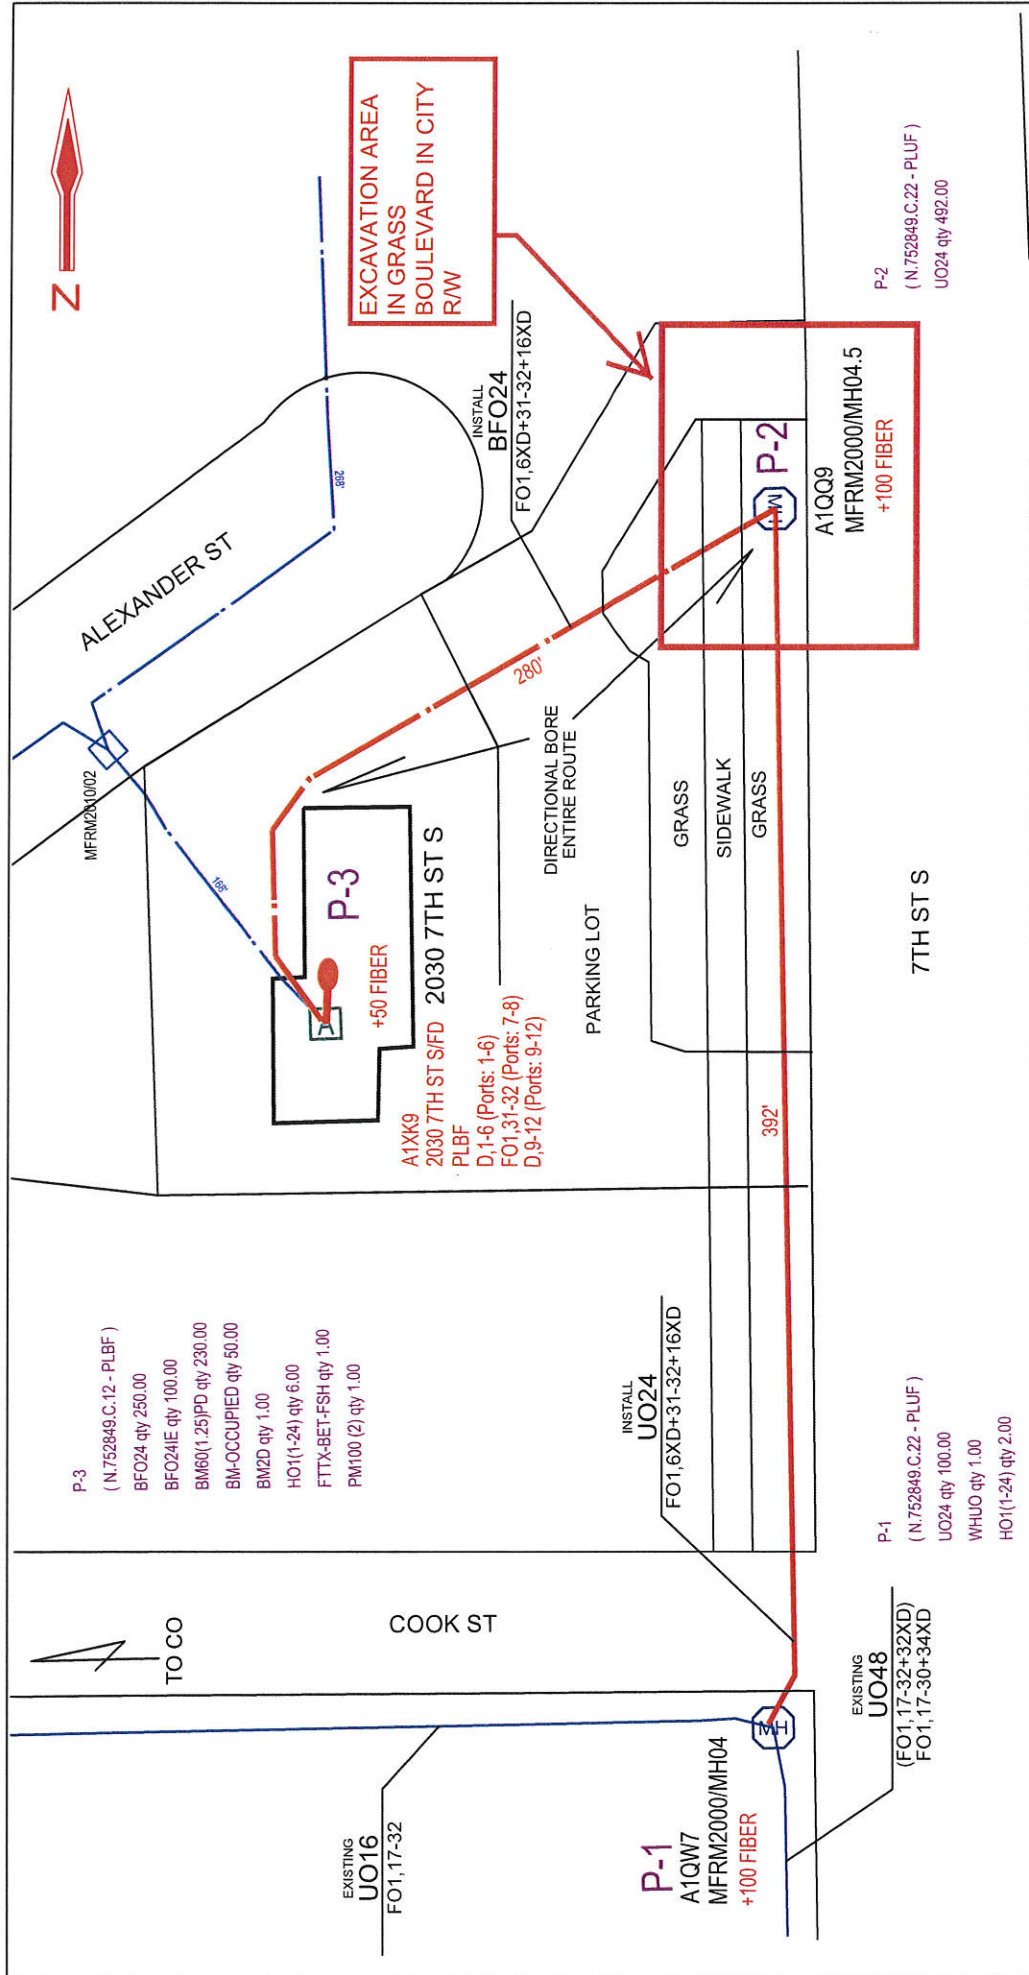 N
EXCAVATION AREA
IN GRASS
BOULEVARD IN CITY
R/W
ALEXANDER ST
268'
MFRM2010/02
168'
INSTALL
BFO24
FO1,6XD+31-32+16XD
280'
P-3
+50 FIBER
A
2030 7TH ST S
A1XK9
2030 7TH ST S/FD
PLBF
D,1-6 (Ports: 1-6)
FO1,31-32 (Ports: 7-8)
D,9-12 (Ports: 9-12)
DIRECTIONAL BORE
ENTIRE ROUTE
PARKING LOT
GRASS
SIDEWALK
GRASS
MH
P-2
A1QQ9
MFRM2000/MH04.5
+100 FIBER
P-2
( N.752849.C.22 - PLUF )
UO24 qty 492.00
7TH ST S
392'
P-3
( N.752849.C.12 - PLBF )
BFO24 qty 250.00
BFO24IE qty 100.00
BM60(1.25)PD qty 230.00
BM-OCCUPIED qty 50.00
BM2D qty 1.00
HO1(1-24) qty 6.00
FTTX-BET-FSH qty 1.00
PM100 (2) qty 1.00
INSTALL
UO24
FO1,6XD+31-32+16XD
P-1
( N.752849.C.22 - PLUF )
UO24 qty 100.00
WHUO qty 1.00
HO1(1-24) qty 2.00
TO CO
COOK ST
EXISTING
UO16
FO1,17-32
MH
P-1
A1QW7
MFRM2000/MH04
+100 FIBER
EXISTING
UO48
(FO1,17-32+32XD)
FO1,17-30+34XD